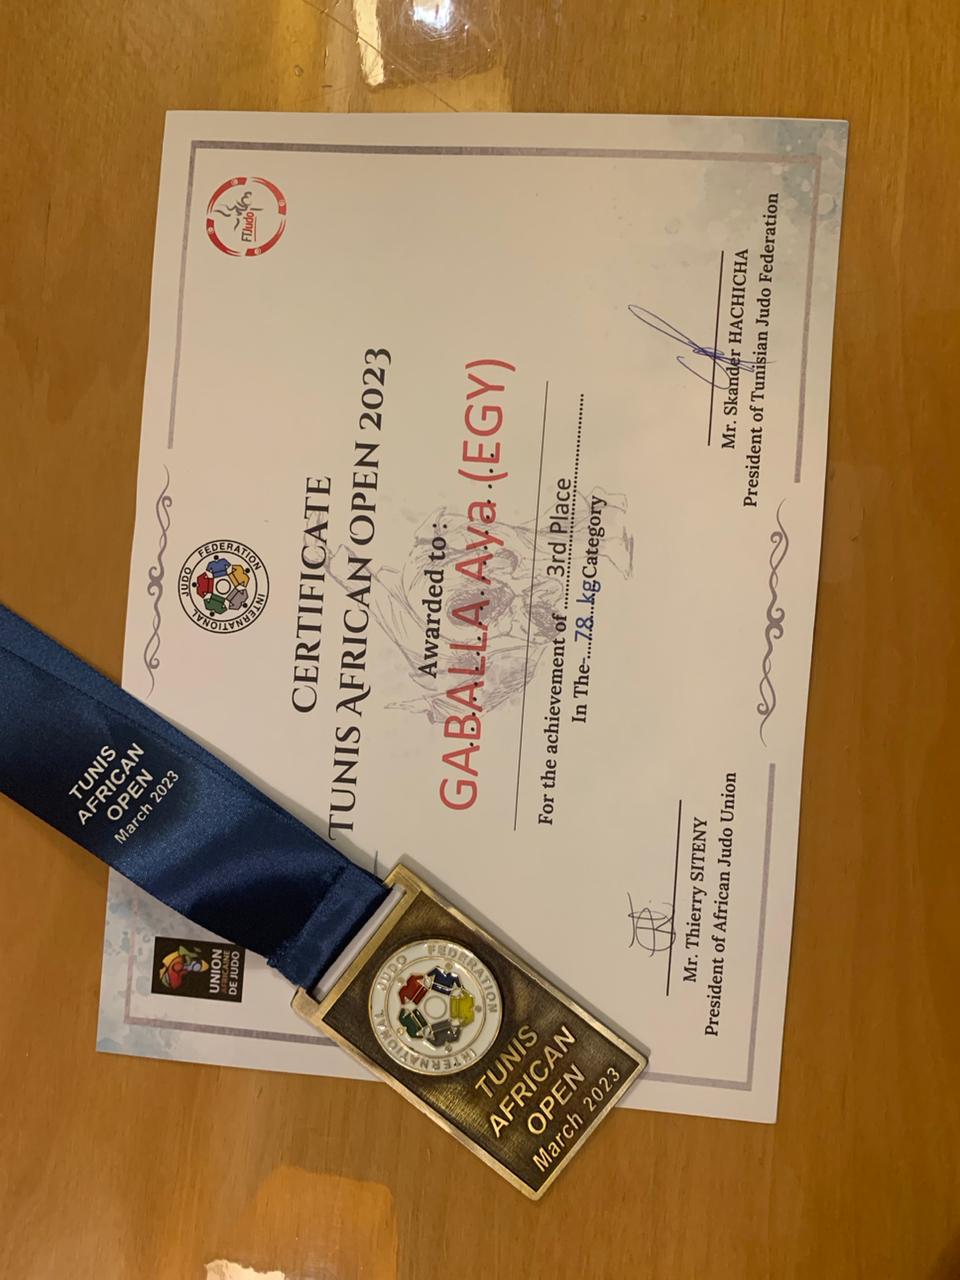 UNION
AFRICAINE
DE JUDO
INTERNATIONAL JUDO FEDERATION
FTJudo
CERTIFICATE
TUNIS AFRICAN OPEN 2023
Awarded to :
GABALLA Aya (EGY)
For the achievement of ........3rd Place........
In The-....78 kg Category
Mr. Thierry SITENY
President of African Judo Union
Mr. Skander HACHICHA
President of Tunisian Judo Federation
TUNIS
AFRICAN
OPEN
March 2023
INTERNATIONAL JUDO FEDERATION
TUNIS
AFRICAN
OPEN
March 2023